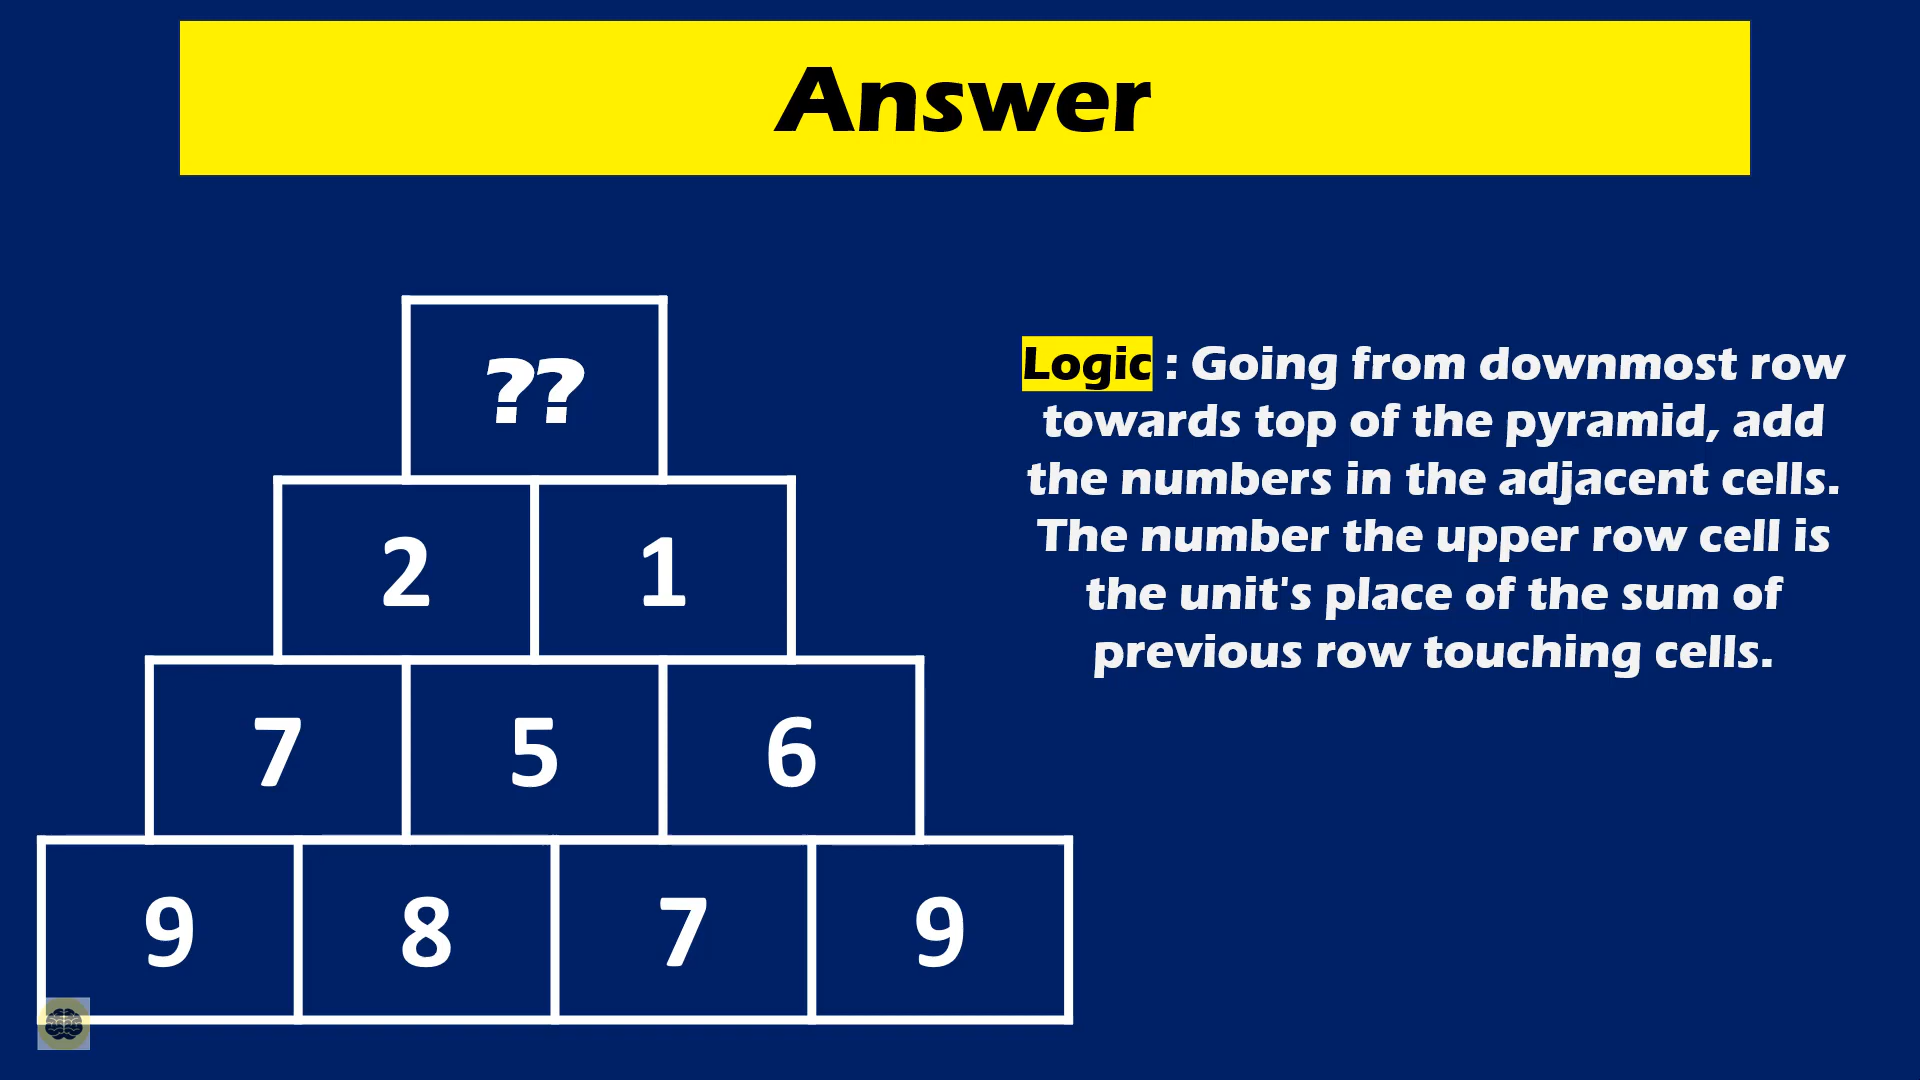 Answer
??
2 1
7 5 6
9 8 7 9
Logic : Going from downmost row
towards top of the pyramid, add
the numbers in the adjacent cells.
The number the upper row cell is
the unit's place of the sum of
previous row touching cells.